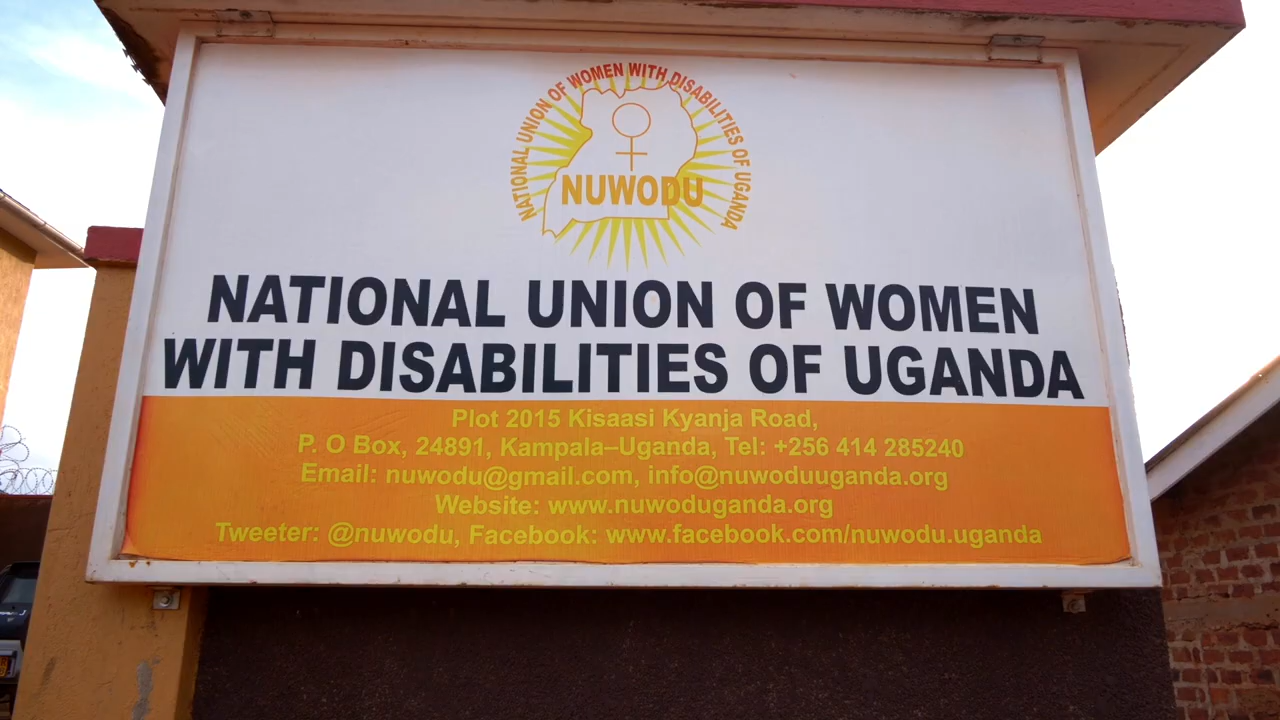 NATIONAL UNION OF WOMEN WITH DISABILITIES OF UGANDA
NUWODU
NATIONAL UNION OF WOMEN
WITH DISABILITIES OF UGANDA
Plot 2015 Kisaasi Kyanja Road,
P. O Box, 24891, Kampala–Uganda, Tel: +256 414 285240
Email: nuwodu@gmail.com, info@nuwoduuganda.org
Website: www.nuwoduganda.org
Tweeter: @nuwodu, Facebook: www.facebook.com/nuwodu.uganda